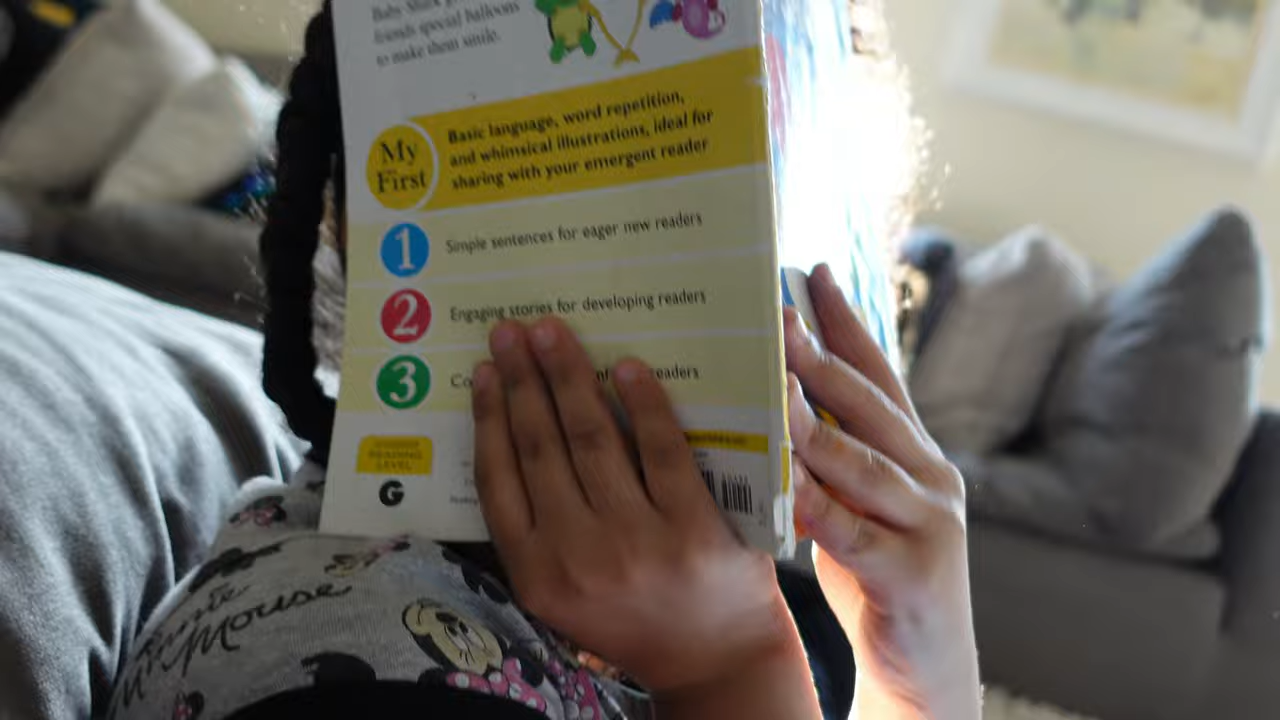 Baby Shark
friends special balloons
to make them smile.
My
First
Basic language, word repetition,
and whimsical illustrations, ideal for
sharing with your emergent reader
1
Simple sentences for eager new readers
2
Engaging stories for developing readers
3
readers
READING
LEVEL
G
Minnie
Mouse